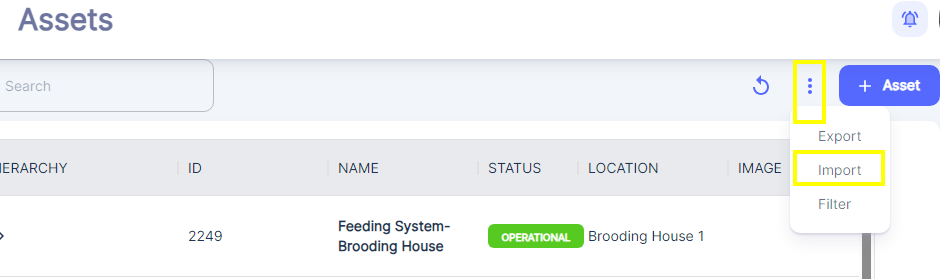 Assets
Search
+ Asset
Export
Import
Filter
IERARCHY ID NAME STATUS LOCATION IMAGE
2249 Feeding System- OPERATIONAL Brooding House 1
Brooding House